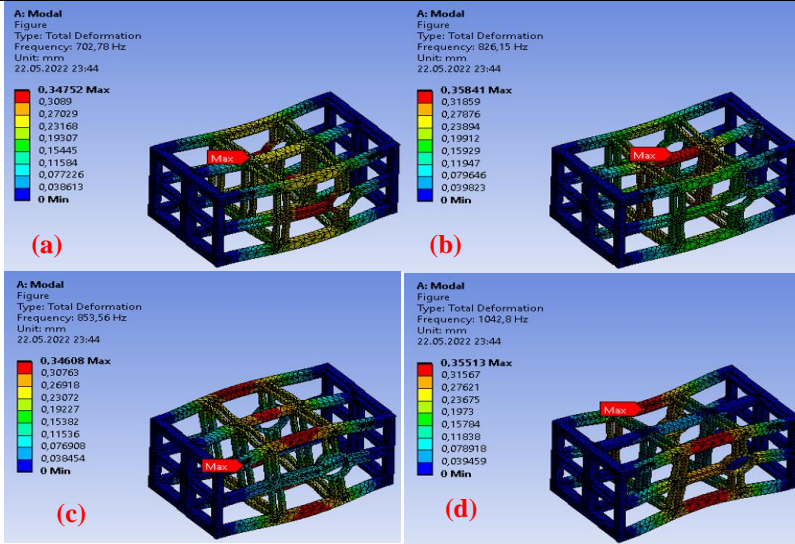 A: Modal
Figure
Type: Total Deformation
Frequency: 702,78 Hz
Unit: mm
22.05.2022 23:44
0,34752 Max
0,3089
0,27029
0,23168
0,19307
0,15445
0,11584
0,077226
0,038613
0 Min
Max
(a)
A: Modal
Figure
Type: Total Deformation
Frequency: 826,15 Hz
Unit: mm
22.05.2022 23:44
0,35841 Max
0,31859
0,27876
0,23894
0,19912
0,15929
0,11947
0,079646
0,039823
0 Min
Max
(b)
A: Modal
Figure
Type: Total Deformation
Frequency: 853,56 Hz
Unit: mm
22.05.2022 23:44
0,34608 Max
0,30763
0,26918
0,23072
0,19227
0,15382
0,11536
0,076908
0,038454
0 Min
Max
(c)
A: Modal
Figure
Type: Total Deformation
Frequency: 1042,8 Hz
Unit: mm
22.05.2022 23:44
0,35513 Max
0,31567
0,27621
0,23675
0,1973
0,15784
0,11838
0,078918
0,039459
0 Min
Max
(d)